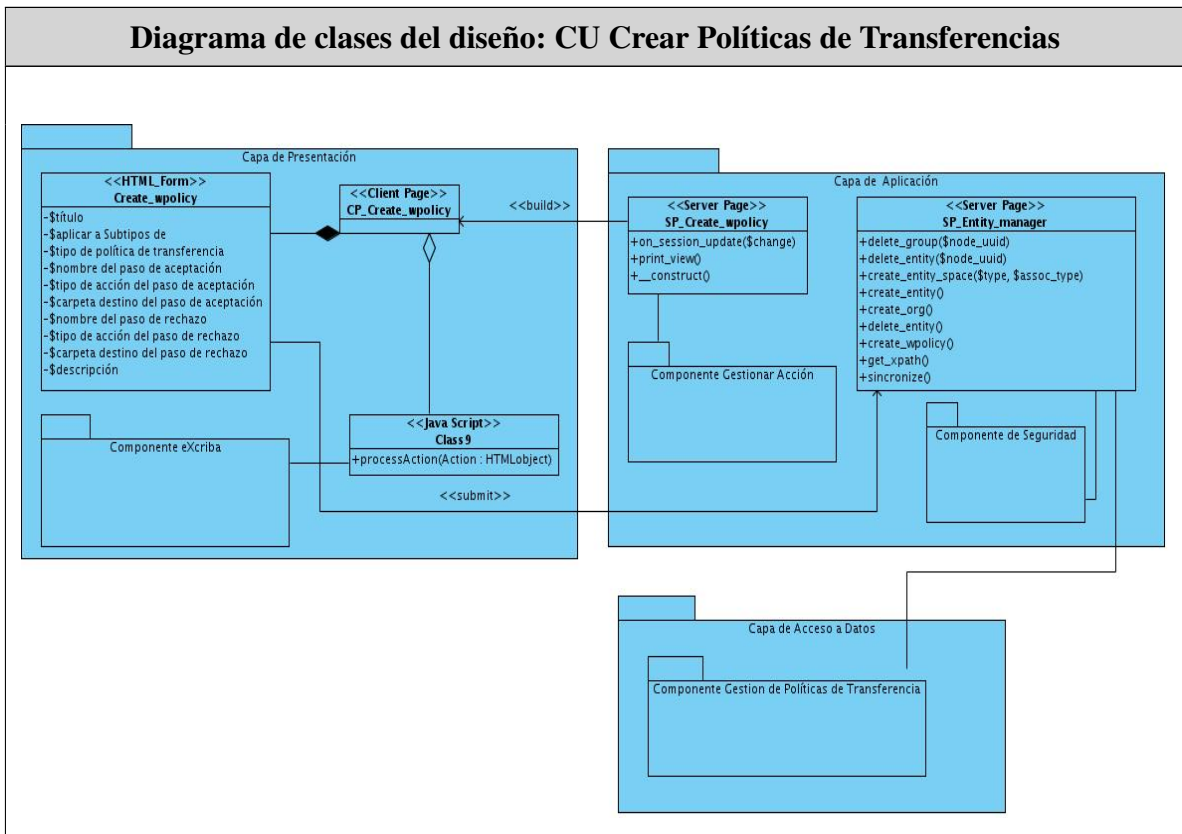 Diagrama de clases del diseño: CU Crear Políticas de Transferencias
Capa de Presentación
<<HTML_Form>>
Create_wpolicy
-$título
-$aplicar a Subtipos de
-$tipo de política de transferencia
-$nombre del paso de aceptación
-$tipo de acción del paso de aceptación
-$carpeta destino del paso de aceptación
-$nombre del paso de rechazo
-$tipo de acción del paso de rechazo
-$carpeta destino del paso de rechazo
-$descripción
<<Client Page>>
CP_Create_wpolicy
<<build>>
Componente eXcriba
<<Java Script>>
Class9
+processAction(Action : HTMLobject)
<<submit>>
Capa de Aplicación
<<Server Page>>
SP_Create_wpolicy
+on_session_update($change)
+print_view()
+__construct()
Componente Gestionar Acción
<<Server Page>>
SP_Entity_manager
+delete_group($node_uuid)
+delete_entity($node_uuid)
+create_entity_space($type, $assoc_type)
+create_entity()
+create_org()
+delete_entity()
+create_wpolicy()
+get_xpath()
+sincronize()
Componente de Seguridad
Capa de Acceso a Datos
Componente Gestion de Políticas de Transferencia